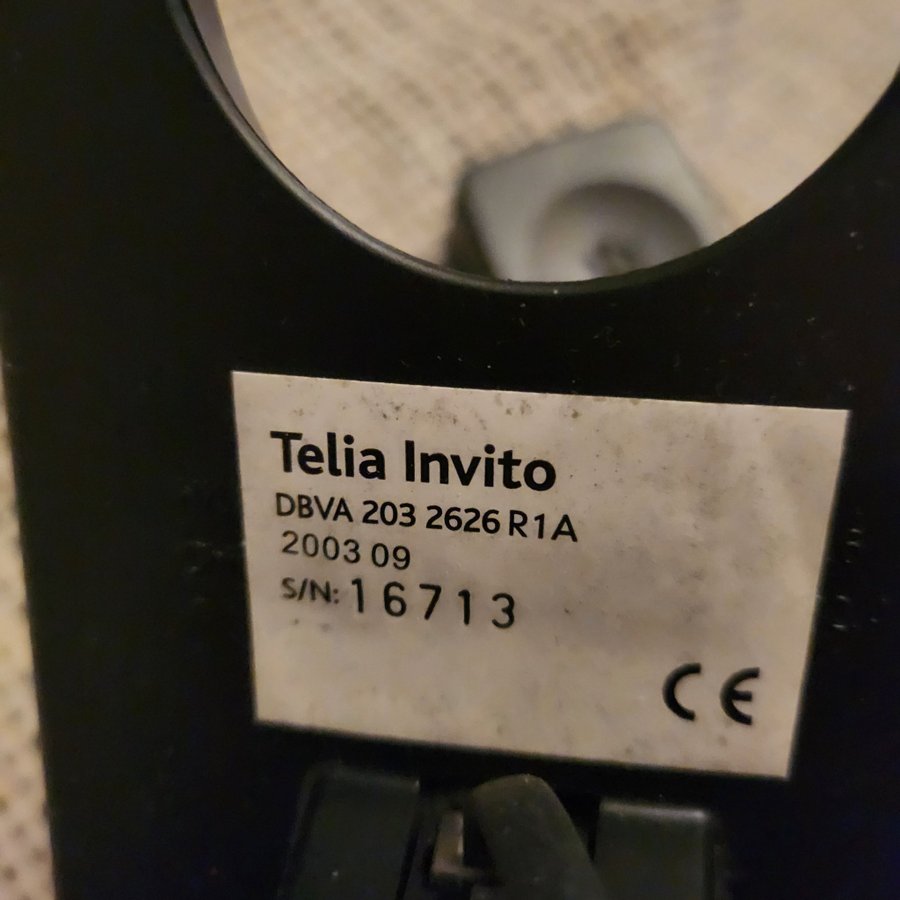 Telia Invito
DBVA 203 2626 R1A
2003 09
S/N: 16713
CE